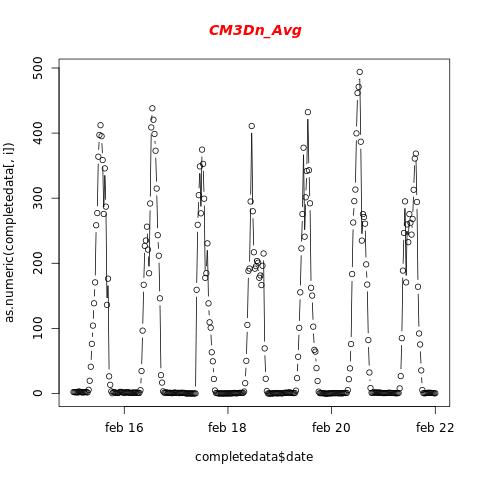 CM3Dn_Avg
as.numeric(completedata[, i])
500
400
300
200
100
0
feb 16 feb 18 feb 20 feb 22
completedata$date